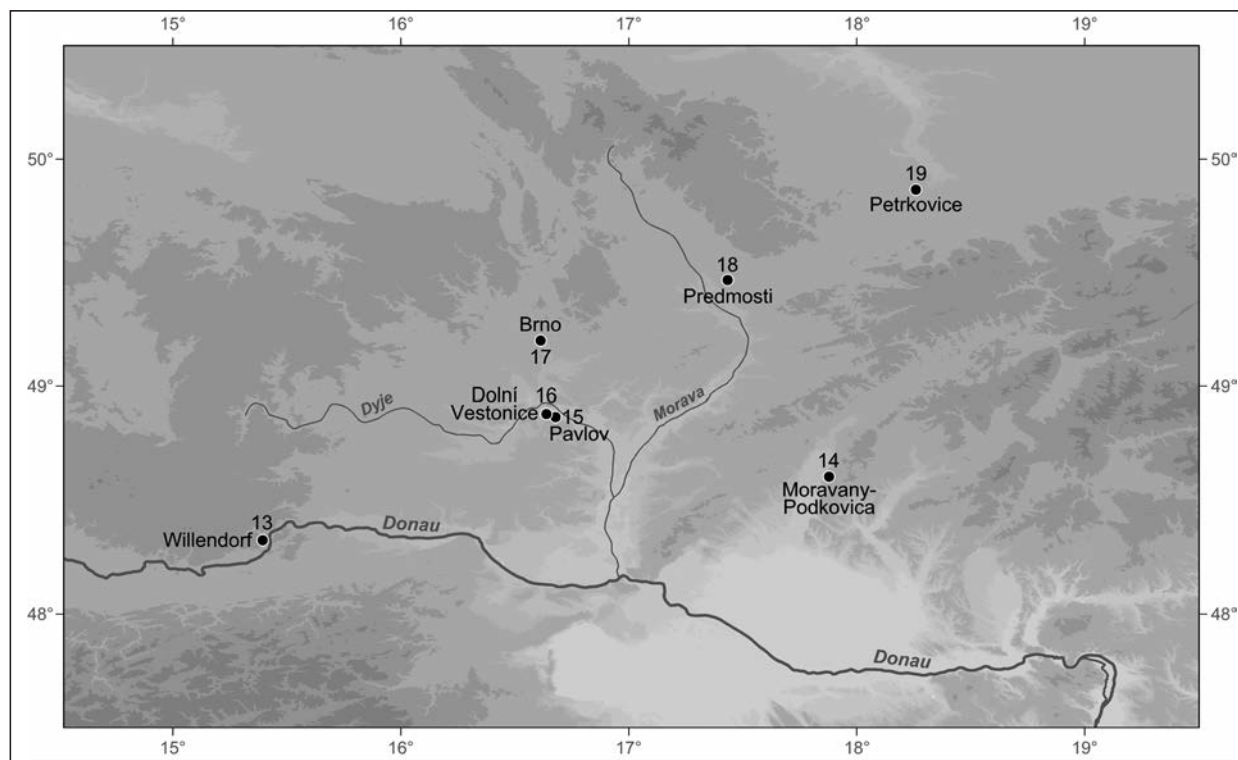 15°
16°
17°
18°
19°
50°
50°
19
Petrkovice
18
Predmosti
Brno
17
49°
49°
Dolní
Vestonice
16
15
Pavlov
Dyje
Morava
14
Moravany-
Podkovica
13
Willendorf
Donau
48°
48°
Donau
15°
16°
17°
18°
19°